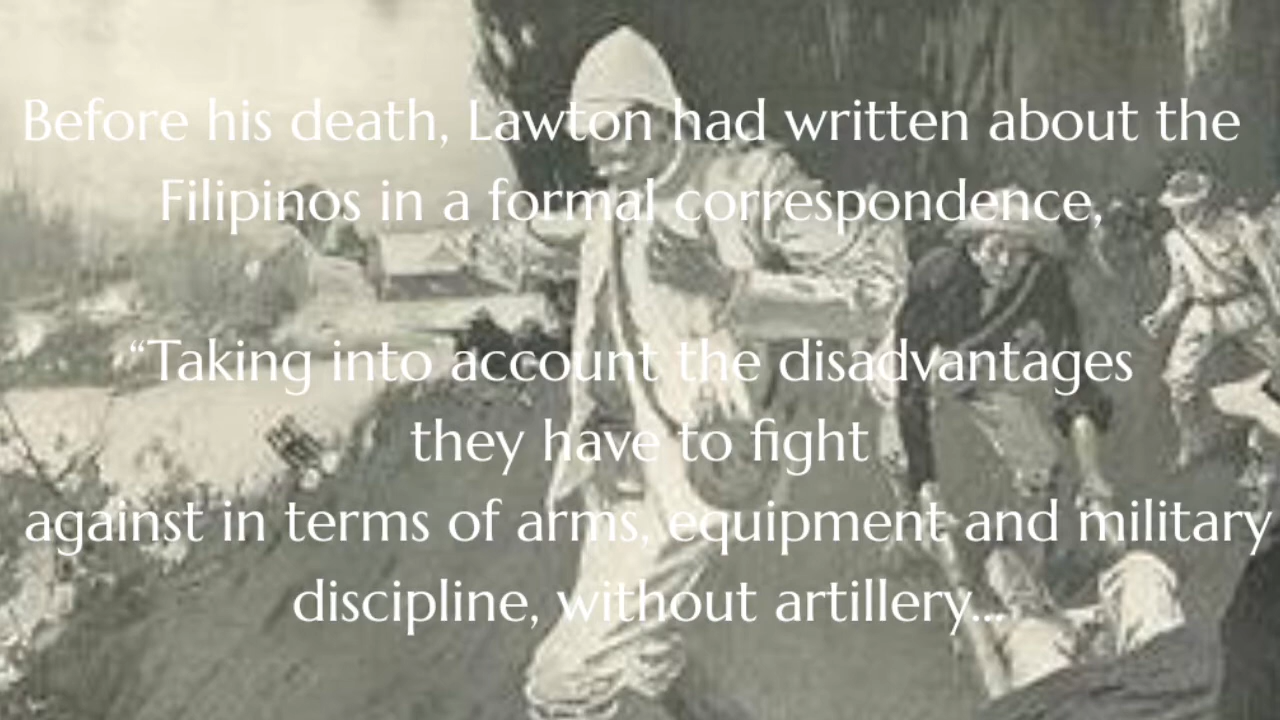 Before his death, Lawton had written about the
Filipinos in a formal correspondence,
“Taking into account the disadvantages
they have to fight
against in terms of arms, equipment and military
discipline, without artillery...